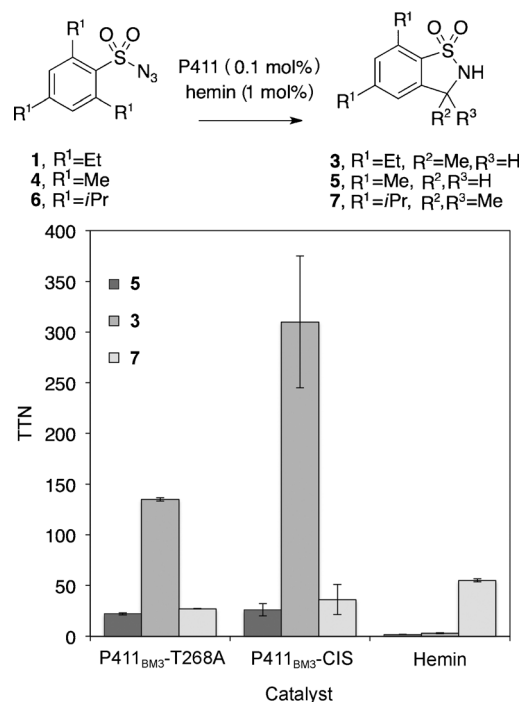 R¹
O O
S
N₃
R¹
R¹
P411 ( 0.1 mol%)
hemin (1 mol%)
R¹
O O
S
NH
R¹
R² R³
1, R¹=Et
4, R¹=Me
6, R¹=iPr
3, R¹=Et, R²=Me,R³=H
5, R¹=Me, R²,R³=H
7, R¹=iPr, R²,R³=Me
400
350
300
250
200
150
100
50
0
TTN
5
3
7
P411BM3-T268A
P411BM3-CIS
Hemin
Catalyst